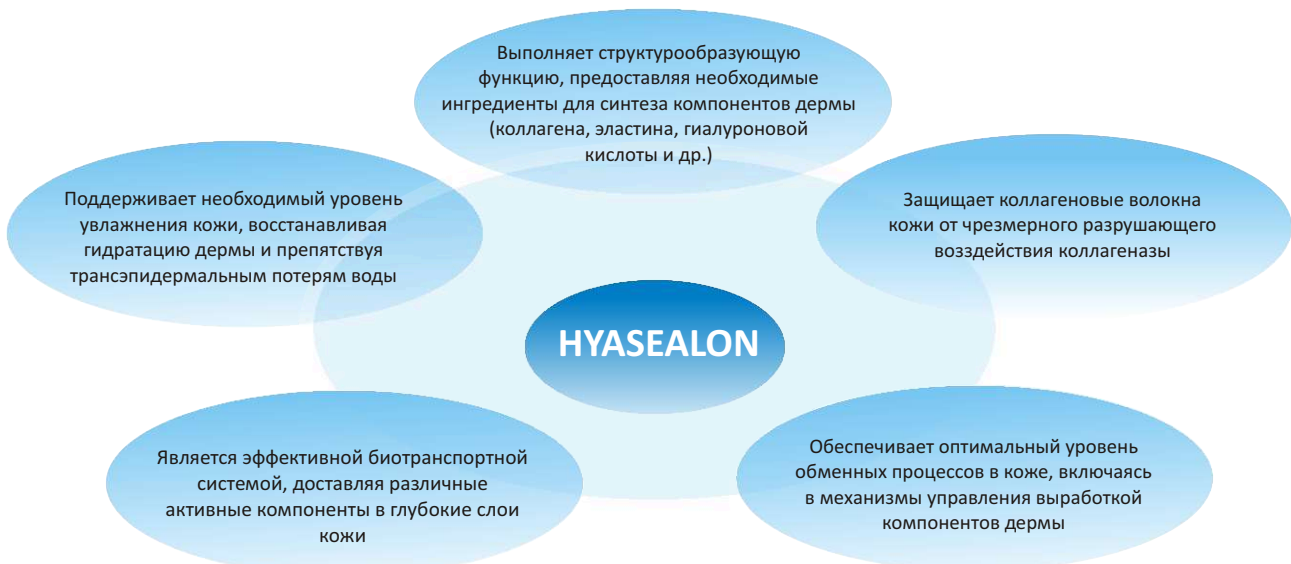 Выполняет структурообразующую
функцию, предоставляя необходимые
ингредиенты для синтеза компонентов дермы
(коллагена, эластина, гиалуроновой
кислоты и др.)
Поддерживает необходимый уровень
увлажнения кожи, восстанавливая
гидратацию дермы и препятствуя
трансэпидермальным потерям воды
Защищает коллагеновые волокна
кожи от чрезмерного разрушающего
воздействия коллагеназы
HYASEALON
Является эффективной биотранспортной
системой, доставляя различные
активные компоненты в глубокие слои
кожи
Обеспечивает оптимальный уровень
обменных процессов в коже, включаясь
в механизмы управления выработкой
компонентов дермы